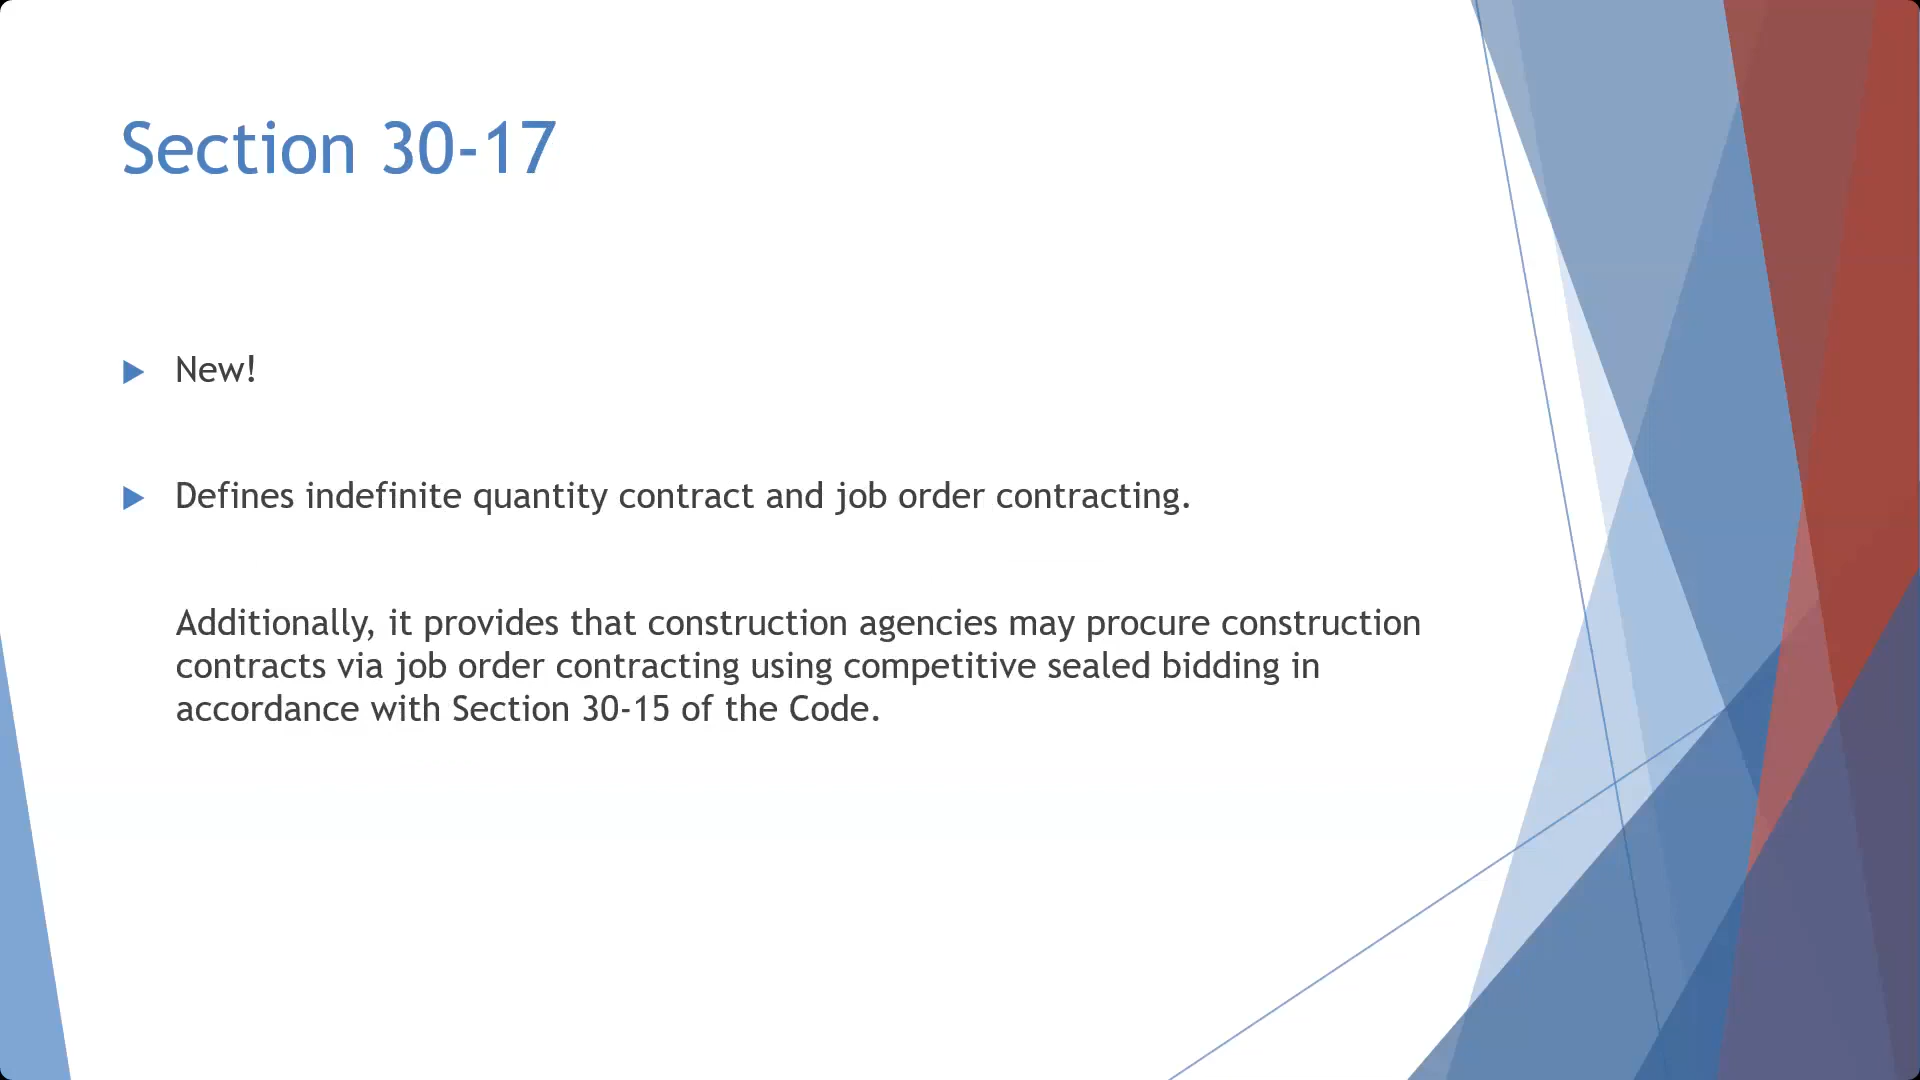 Section 30-17
New!
Defines indefinite quantity contract and job order contracting.
Additionally, it provides that construction agencies may procure construction
contracts via job order contracting using competitive sealed bidding in
accordance with Section 30-15 of the Code.